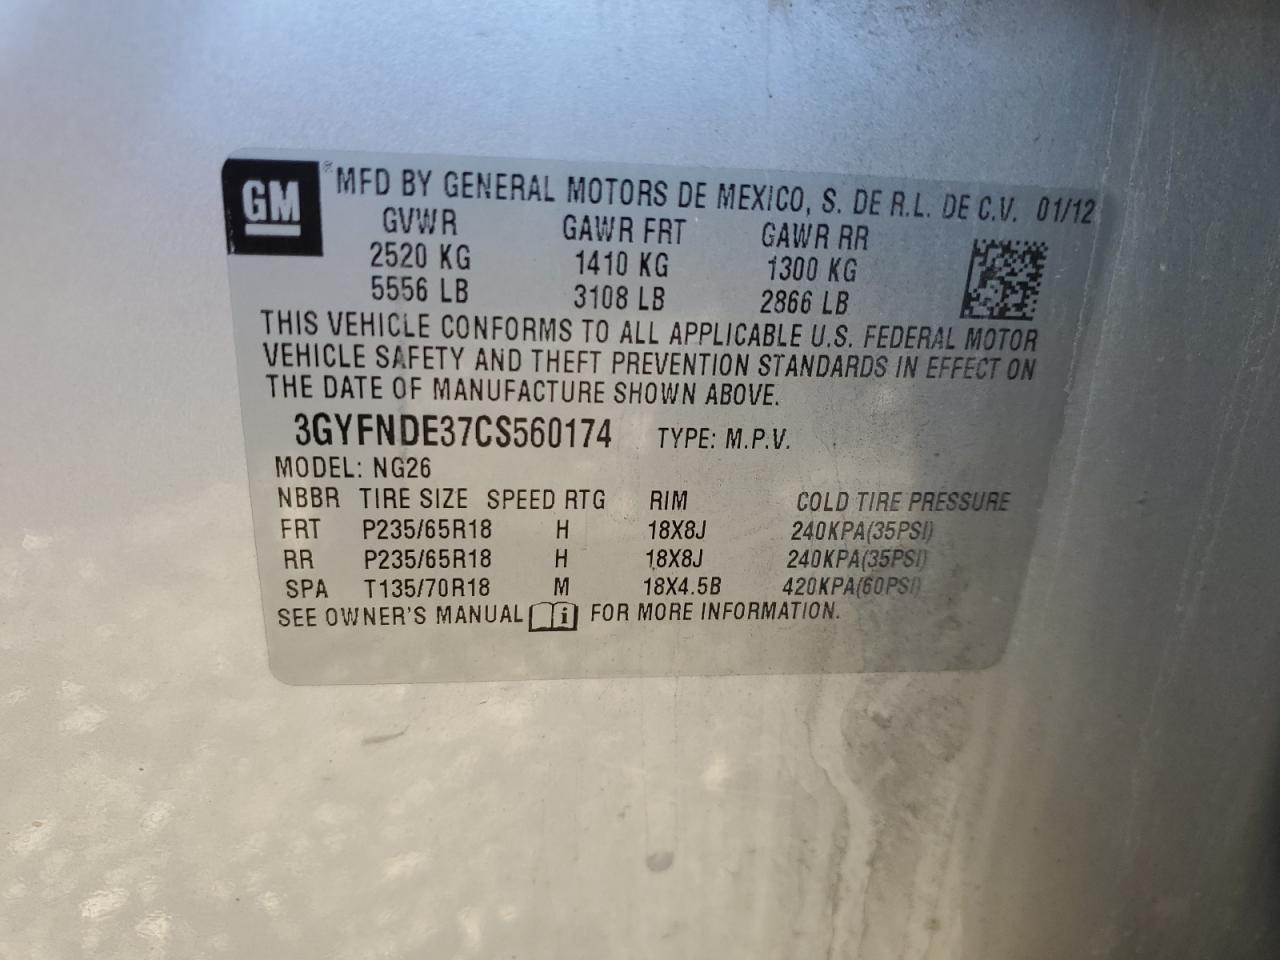 GM ® MFD BY GENERAL MOTORS DE MEXICO, S. DE R.L. DE C.V. 01/12
GVWR GAWR FRT GAWR RR
2520 KG 1410 KG 1300 KG
5556 LB 3108 LB 2866 LB
THIS VEHICLE CONFORMS TO ALL APPLICABLE U.S. FEDERAL MOTOR
VEHICLE SAFETY AND THEFT PREVENTION STANDARDS IN EFFECT ON
THE DATE OF MANUFACTURE SHOWN ABOVE.
3GYFNDE37CS560174 TYPE: M.P.V.
MODEL: NG26
NBBR TIRE SIZE SPEED RTG RIM COLD TIRE PRESSURE
FRT P235/65R18 H 18X8J 240KPA(35PSI)
RR P235/65R18 H 18X8J 240KPA(35PSI)
SPA T135/70R18 M 18X4.5B 420KPA(60PSI)
SEE OWNER'S MANUAL i FOR MORE INFORMATION.